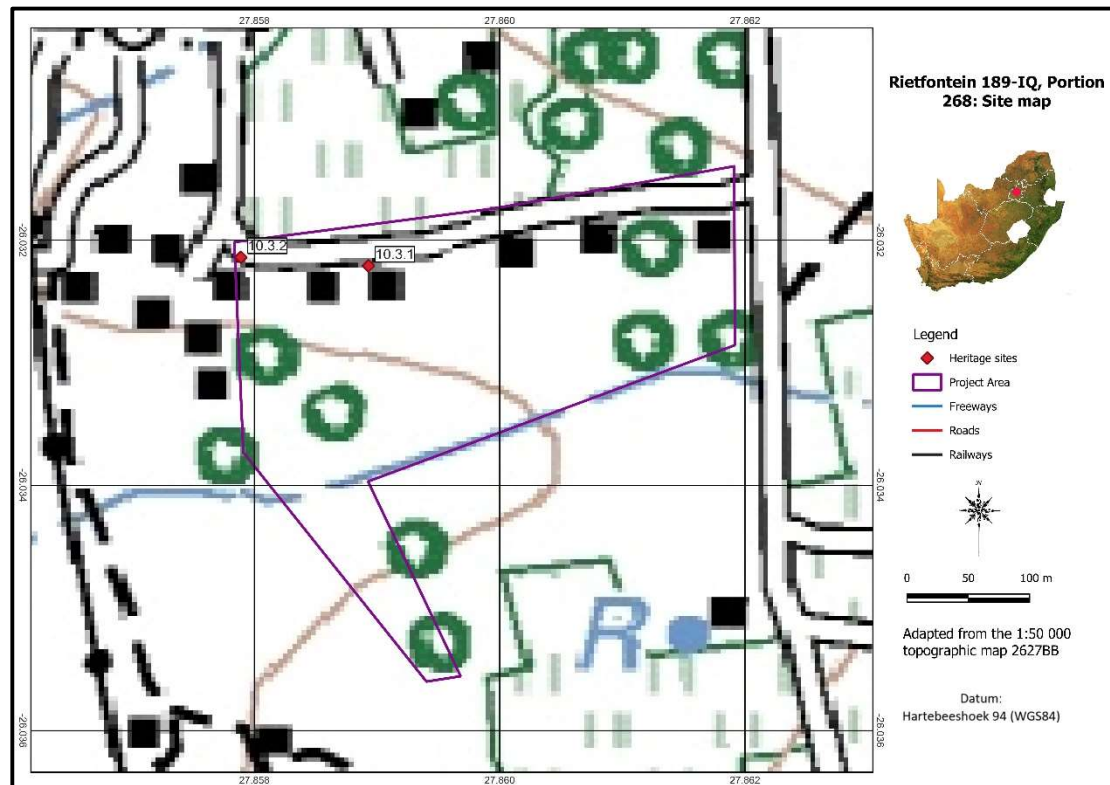 27.858
27.860
27.862
Rietfontein 189-IQ, Portion
268: Site map
-26.032
-26.032
10.3.2
10.3.1
Legend
Heritage sites
Project Area
Freeways
Roads
Railways
-26.034
-26.034
N
0 50 100 m
R
Adapted from the 1:50 000
topographic map 2627BB
Datum:
Hartebeeshoek 94 (WGS84)
-26.036
-26.036
27.858
27.860
27.862